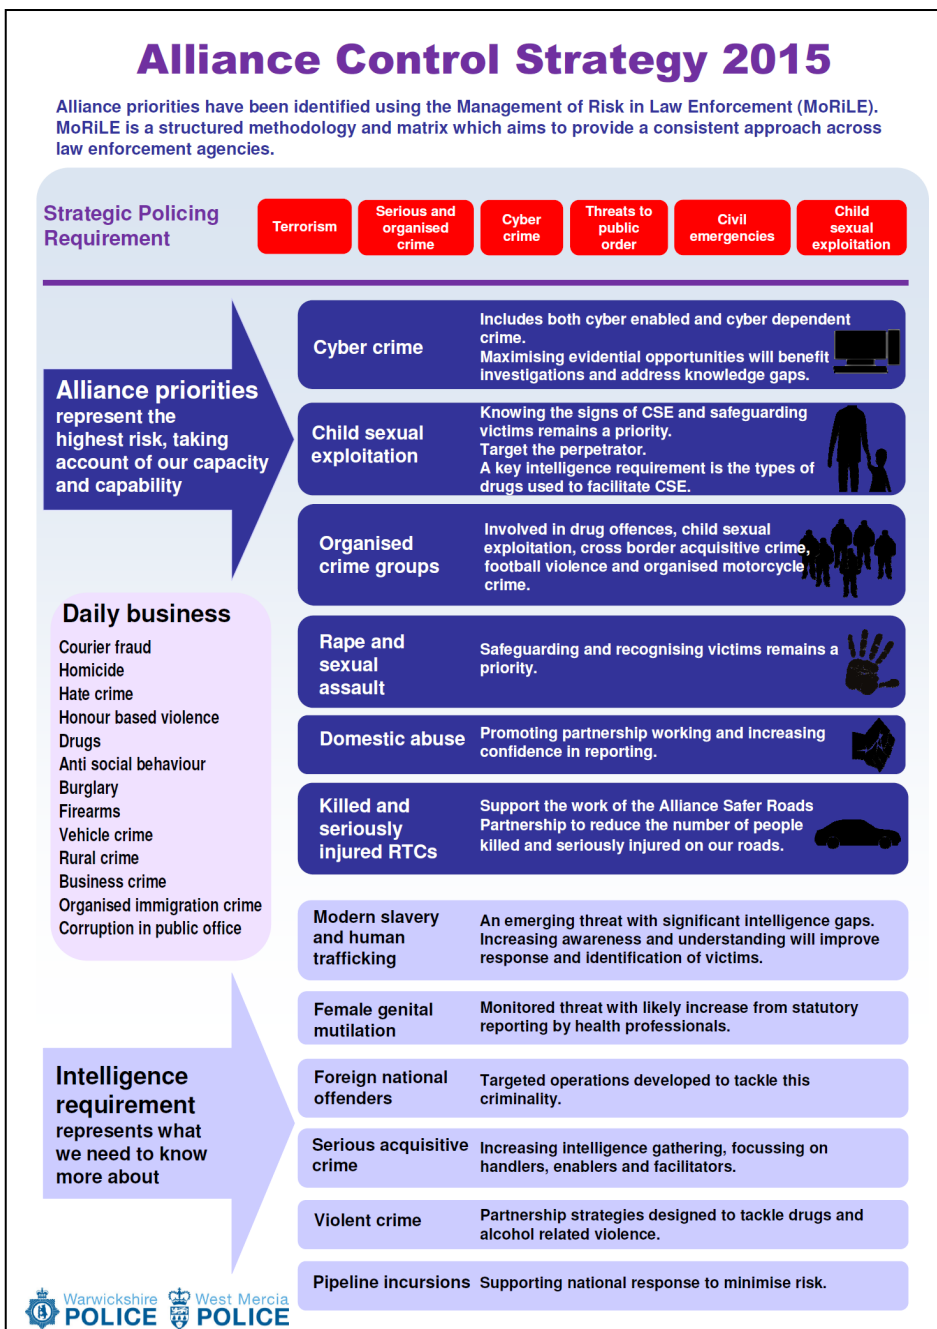 Alliance Control Strategy 2015
Alliance priorities have been identified using the Management of Risk in Law Enforcement (MoRiLE).
MoRiLE is a structured methodology and matrix which aims to provide a consistent approach across
law enforcement agencies.
Strategic Policing
Requirement
Terrorism
Serious and
organised
crime
Cyber
crime
Threats to
public
order
Civil
emergencies
Child
sexual
exploitation
Alliance priorities
represent the
highest risk, taking
account of our capacity
and capability
Cyber crime
Includes both cyber enabled and cyber dependent
crime.
Maximising evidential opportunities will benefit
investigations and address knowledge gaps.
Child sexual
exploitation
Knowing the signs of CSE and safeguarding
victims remains a priority.
Target the perpetrator.
A key intelligence requirement is the types of
drugs used to facilitate CSE.
Organised
crime groups
Involved in drug offences, child sexual
exploitation, cross border acquisitive crime,
football violence and organised motorcycle
crime.
Rape and
sexual
assault
Safeguarding and recognising victims remains a
priority.
Domestic abuse
Promoting partnership working and increasing
confidence in reporting.
Killed and
seriously
injured RTCs
Support the work of the Alliance Safer Roads
Partnership to reduce the number of people
killed and seriously injured on our roads.
Daily business
Courier fraud
Homicide
Hate crime
Honour based violence
Drugs
Anti social behaviour
Burglary
Firearms
Vehicle crime
Rural crime
Business crime
Organised immigration crime
Corruption in public office
Intelligence
requirement
represents what
we need to know
more about
Modern slavery
and human
trafficking
An emerging threat with significant intelligence gaps.
Increasing awareness and understanding will improve
response and identification of victims.
Female genital
mutilation
Monitored threat with likely increase from statutory
reporting by health professionals.
Foreign national
offenders
Targeted operations developed to tackle this
criminality.
Serious acquisitive
crime
Increasing intelligence gathering, focussing on
handlers, enablers and facilitators.
Violent crime
Partnership strategies designed to tackle drugs and
alcohol related violence.
Pipeline incursions
Supporting national response to minimise risk.
Warwickshire
POLICE
West Mercia
POLICE